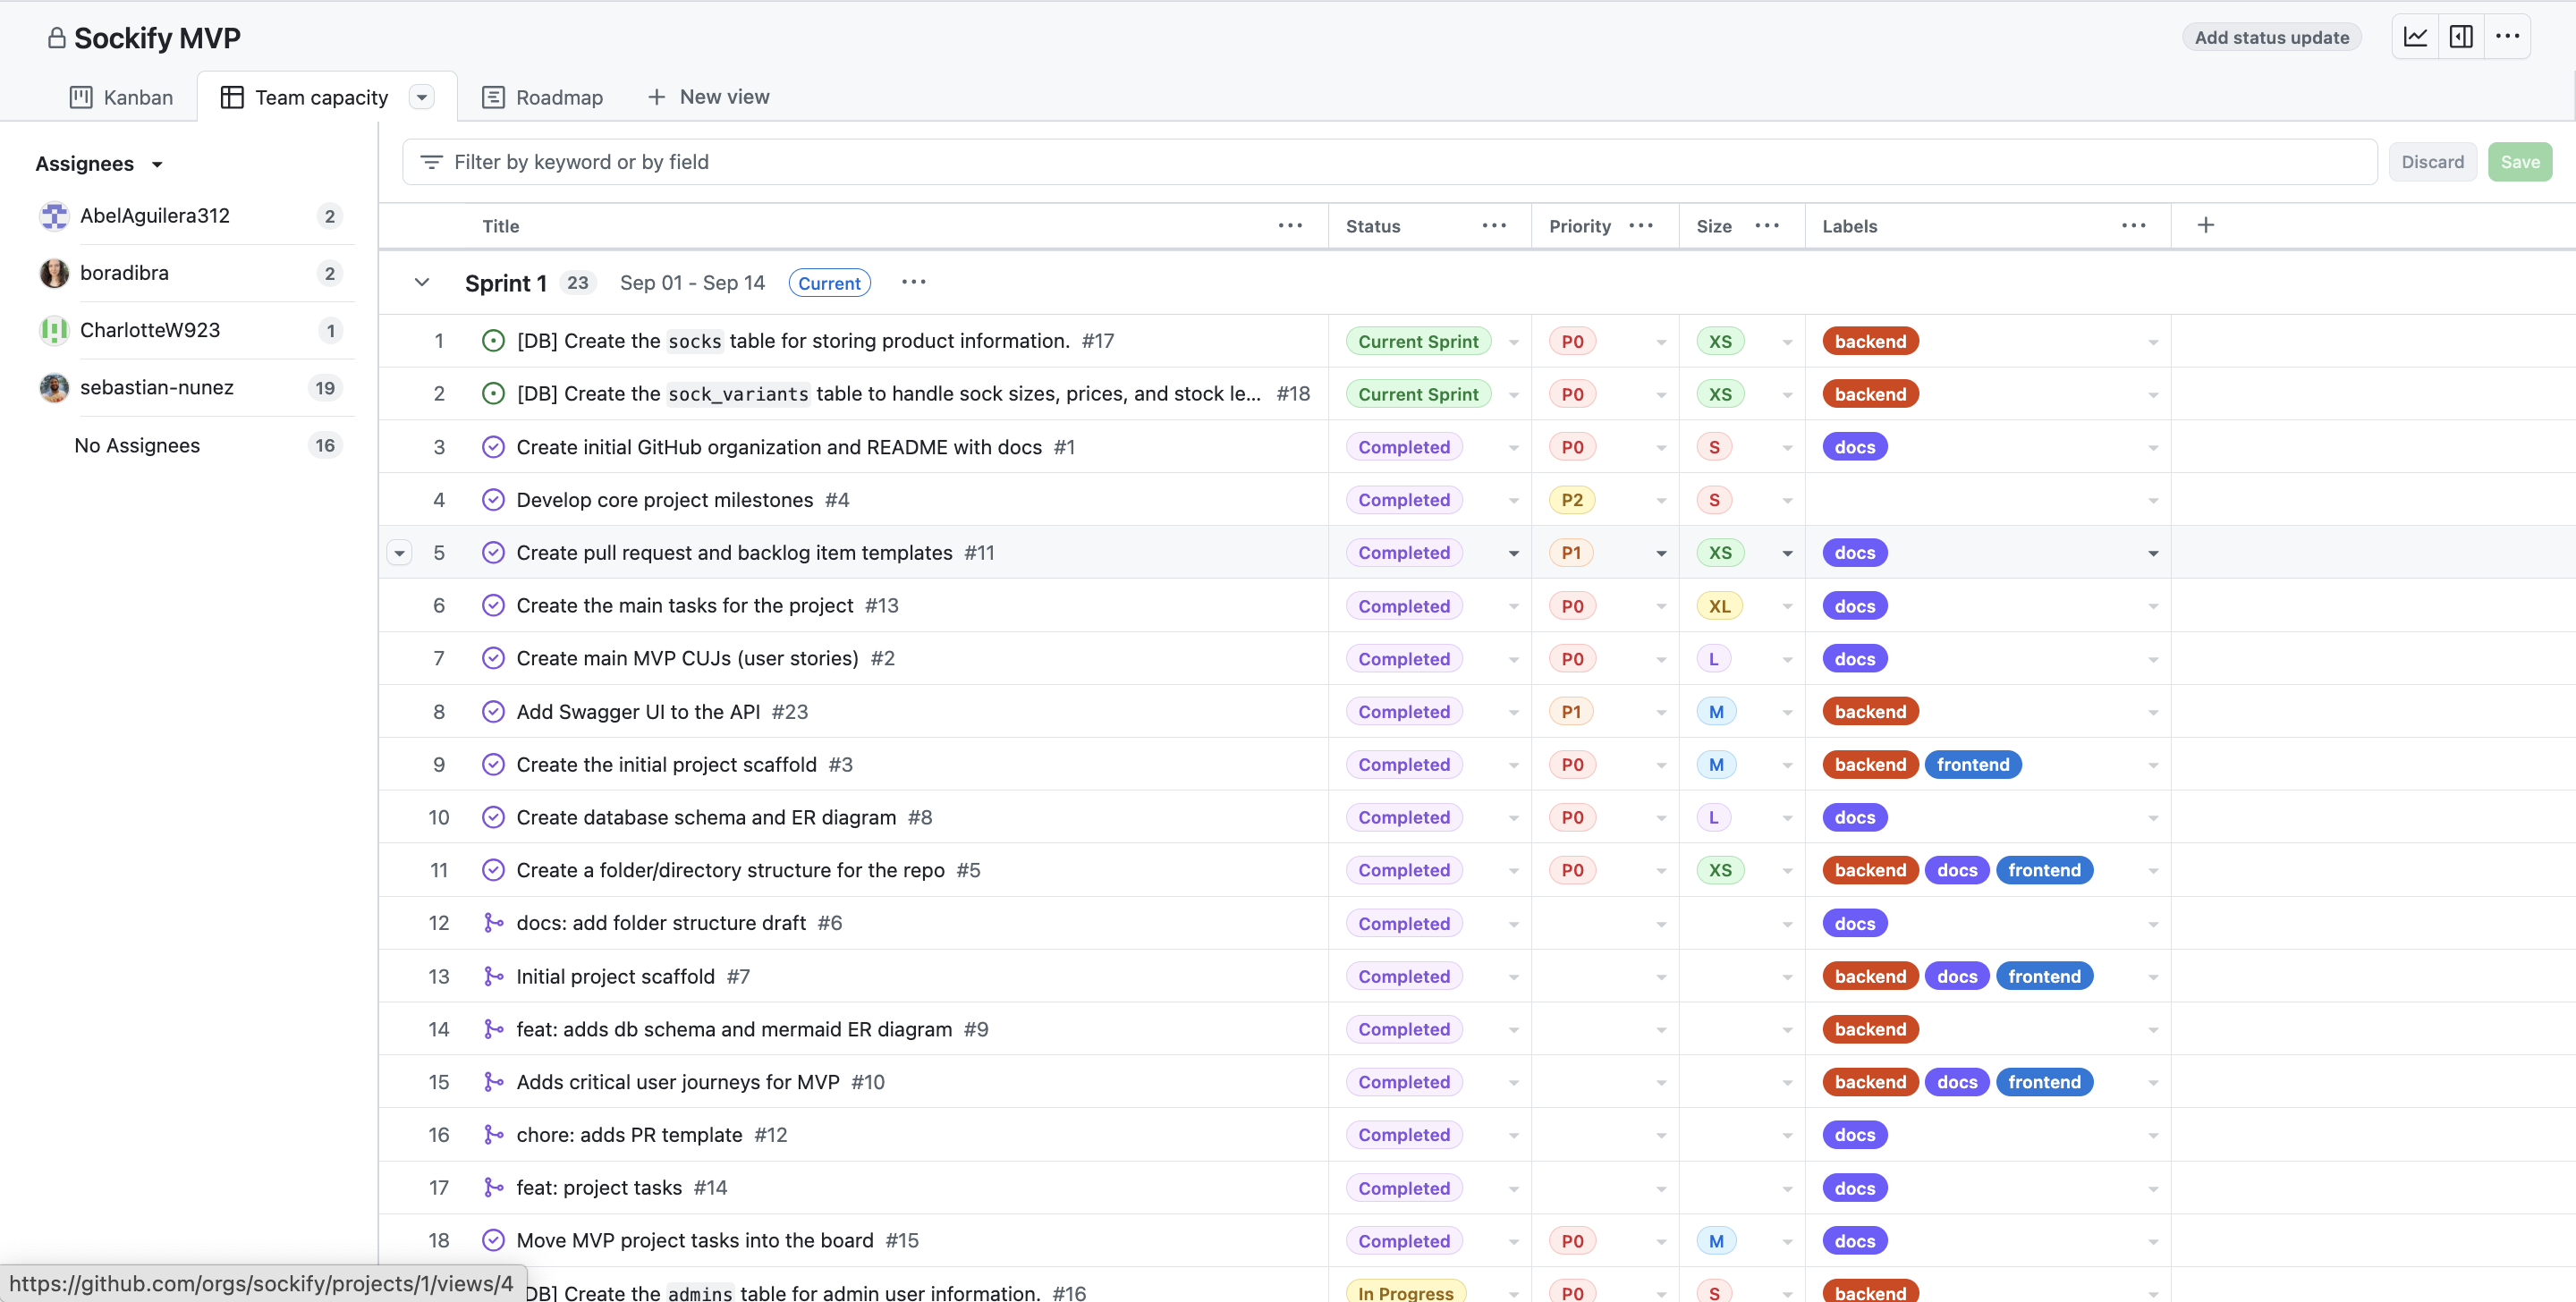 Sockify MVP
Add status update
Kanban
Team capacity
Roadmap
New view
Assignees
AbelAguilera312 2
boradibra 2
CharlotteW923 1
sebastian-nunez 19
No Assignees 16
Filter by keyword or by field
Discard
Save
Title Status Priority Size Labels
Sprint 1 23 Sep 01 - Sep 14 Current
1 [DB] Create the socks table for storing product information. #17 Current Sprint P0 XS backend
2 [DB] Create the sock_variants table to handle sock sizes, prices, and stock le... #18 Current Sprint P0 XS backend
3 Create initial GitHub organization and README with docs #1 Completed P0 S docs
4 Develop core project milestones #4 Completed P2 S
5 Create pull request and backlog item templates #11 Completed P1 XS docs
6 Create the main tasks for the project #13 Completed P0 XL docs
7 Create main MVP CUJs (user stories) #2 Completed P0 L docs
8 Add Swagger UI to the API #23 Completed P1 M backend
9 Create the initial project scaffold #3 Completed P0 M backend frontend
10 Create database schema and ER diagram #8 Completed P0 L docs
11 Create a folder/directory structure for the repo #5 Completed P0 XS backend docs frontend
12 docs: add folder structure draft #6 Completed docs
13 Initial project scaffold #7 Completed backend docs frontend
14 feat: adds db schema and mermaid ER diagram #9 Completed backend
15 Adds critical user journeys for MVP #10 Completed backend docs frontend
16 chore: adds PR template #12 Completed docs
17 feat: project tasks #14 Completed docs
18 Move MVP project tasks into the board #15 Completed P0 M docs
DB] Create the admins table for admin user information. #16 In Progress P0 S backend
https://github.com/orgs/sockify/projects/1/views/4